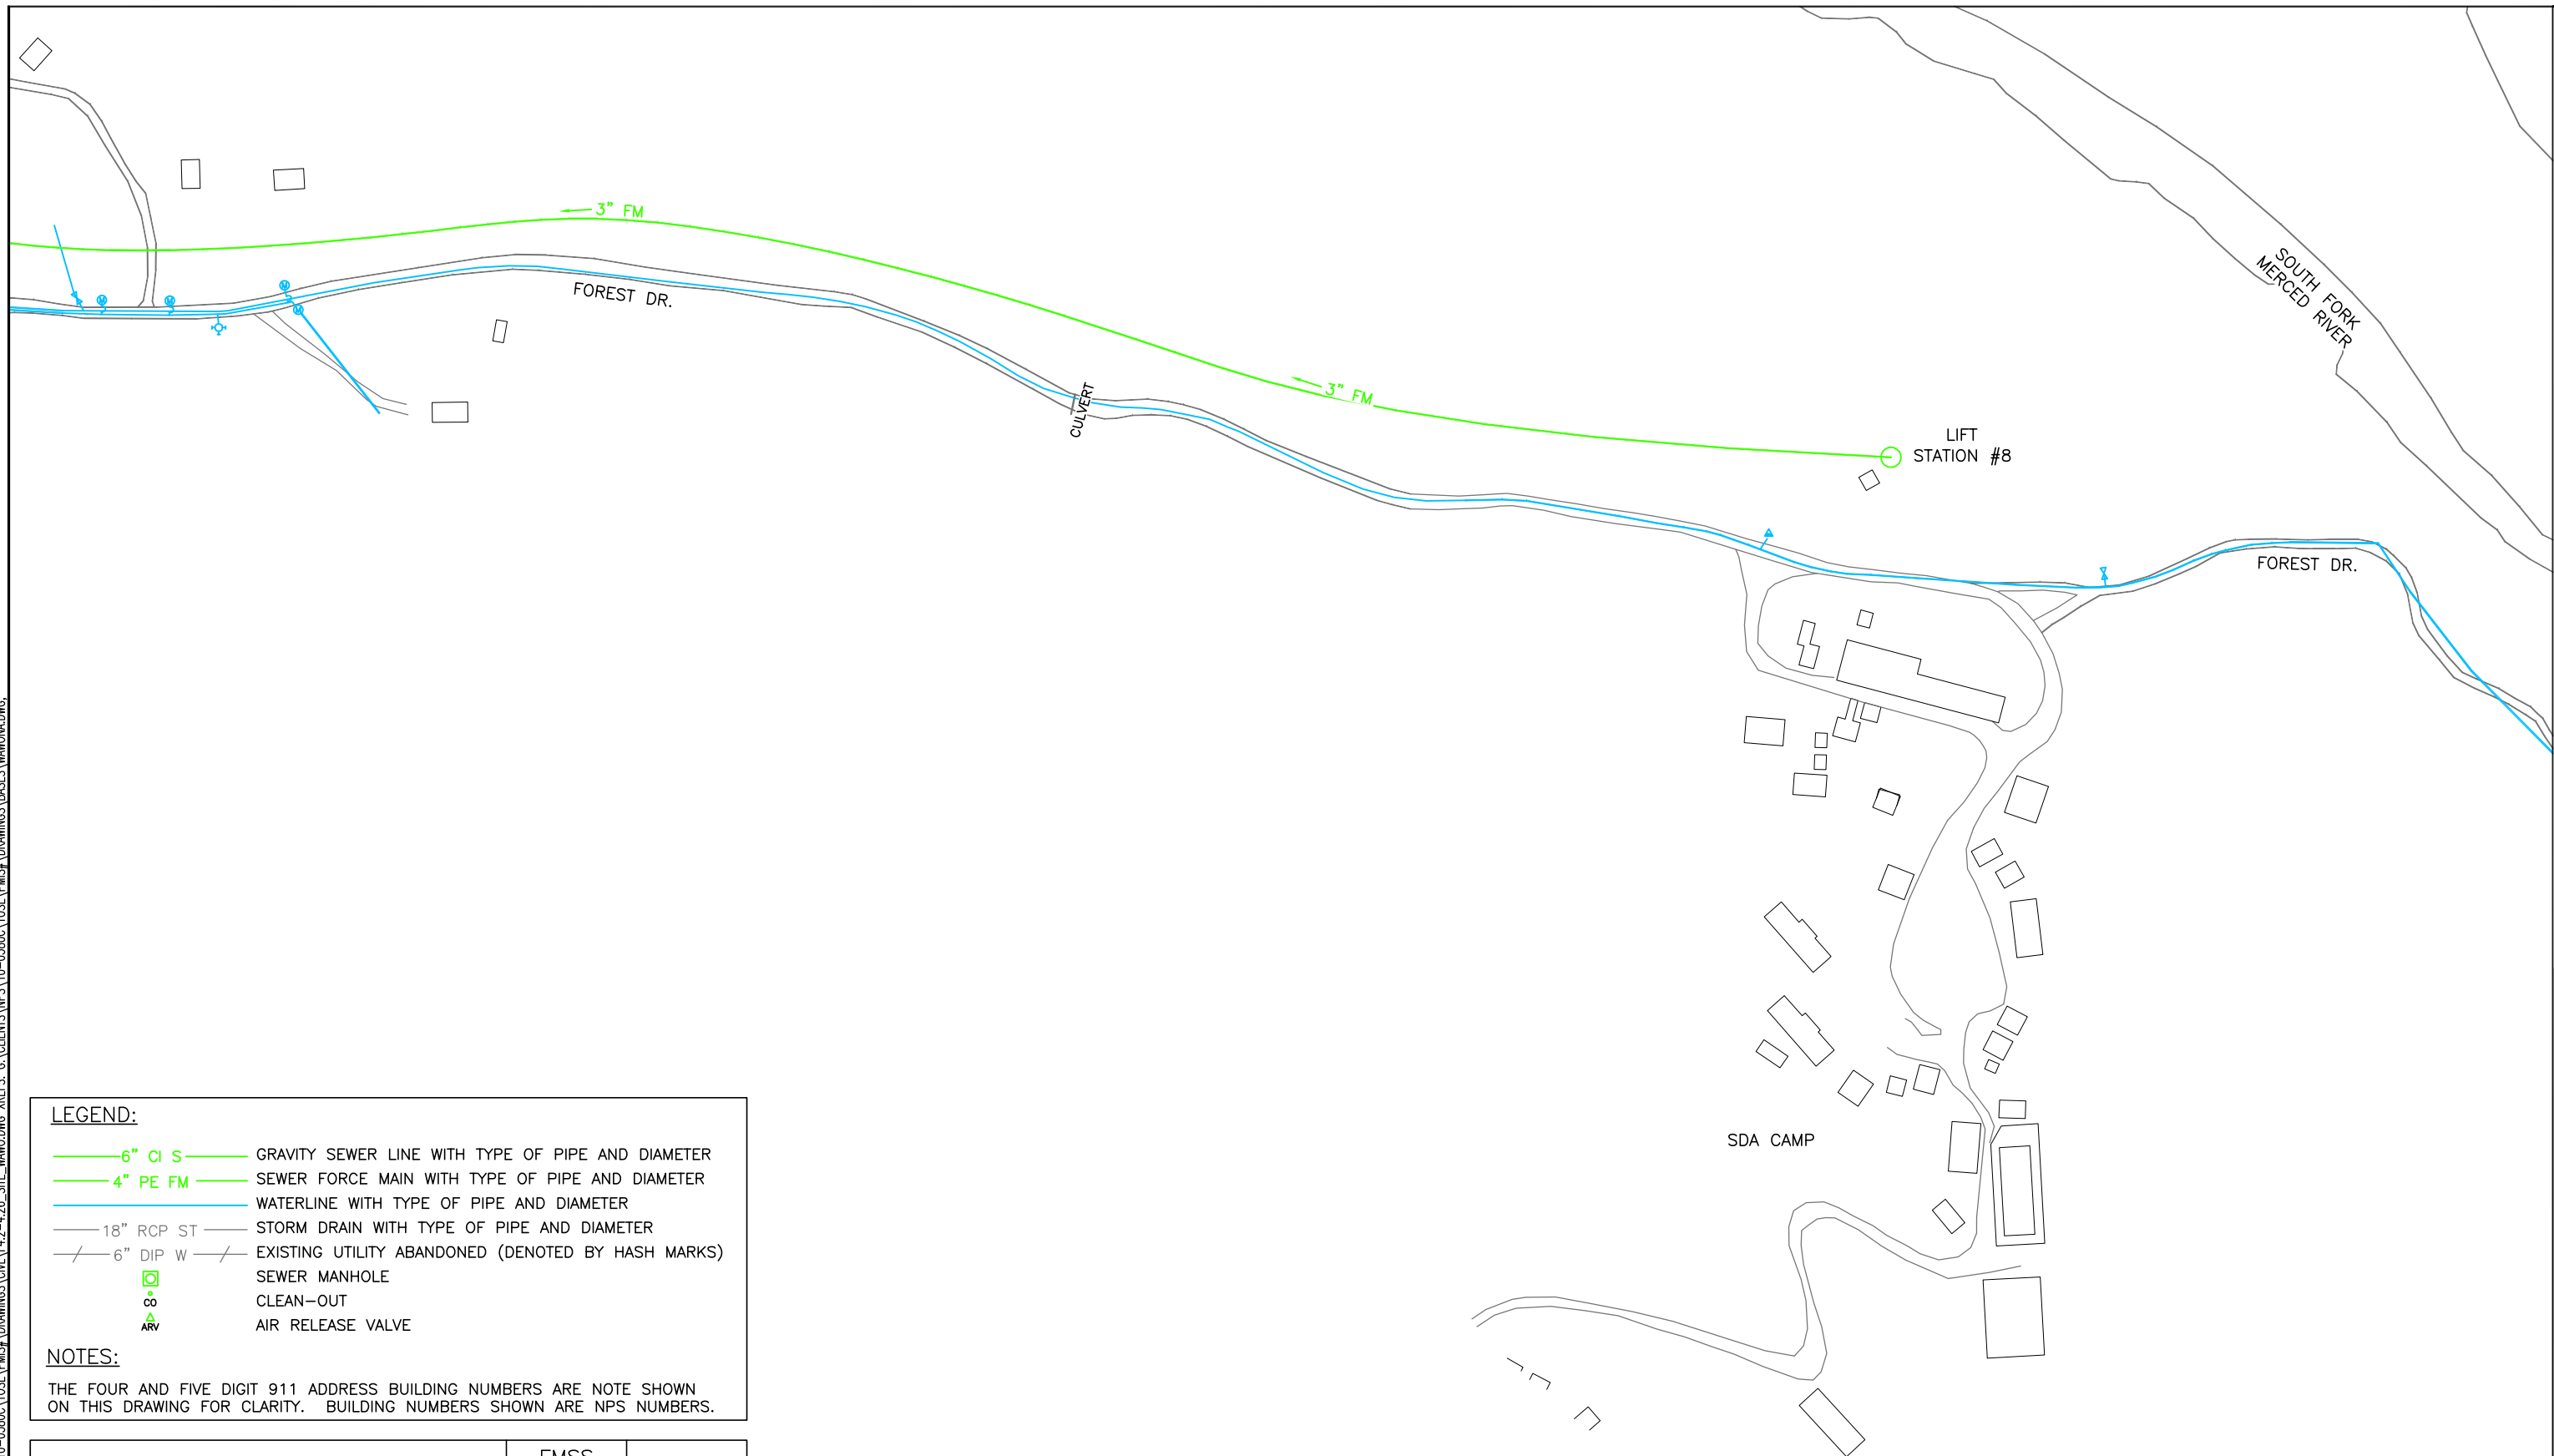 3" FM
FOREST DR.
CULVERT
3" FM
LIFT
STATION #8
SOUTH FORK
MERCED RIVER
FOREST DR.
SDA CAMP
LEGEND:
6" CI S GRAVITY SEWER LINE WITH TYPE OF PIPE AND DIAMETER
4" PE FM SEWER FORCE MAIN WITH TYPE OF PIPE AND DIAMETER
WATERLINE WITH TYPE OF PIPE AND DIAMETER
18" RCP ST STORM DRAIN WITH TYPE OF PIPE AND DIAMETER
6" DIP W EXISTING UTILITY ABANDONED (DENOTED BY HASH MARKS)
SEWER MANHOLE
CO CLEAN-OUT
ARV AIR RELEASE VALVE
NOTES:
THE FOUR AND FIVE DIGIT 911 ADDRESS BUILDING NUMBERS ARE NOTE SHOWN
ON THIS DRAWING FOR CLARITY. BUILDING NUMBERS SHOWN ARE NPS NUMBERS.